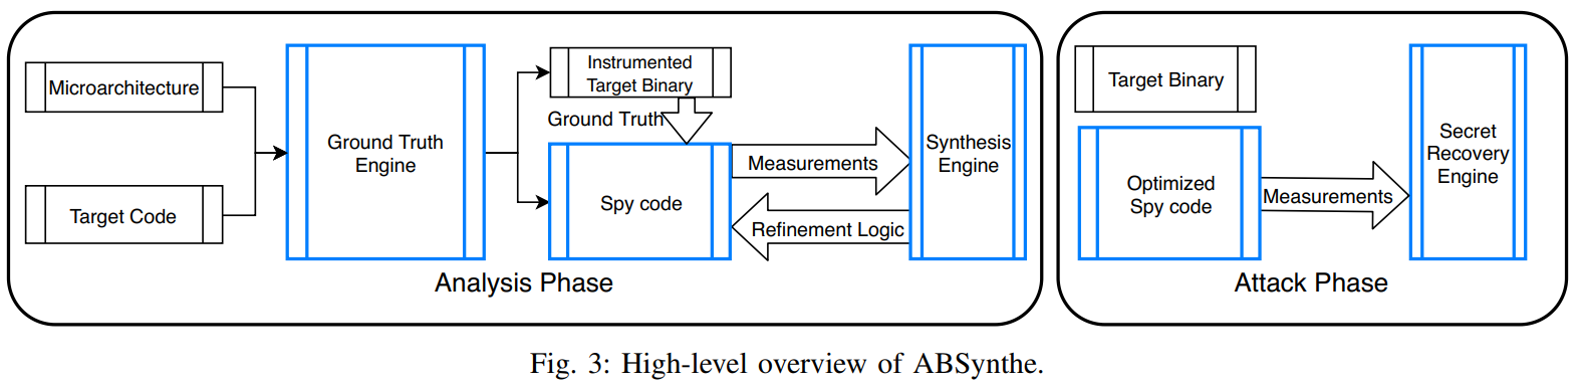 Microarchitecture
Target Code
Ground Truth
Engine
Instrumented
Target Binary
Ground Truth
Spy code
Measurements
Refinement Logic
Synthesis
Engine
Analysis Phase
Target Binary
Optimized
Spy code
Measurements
Secret
Recovery
Engine
Attack Phase
Fig. 3: High-level overview of ABSynthe.